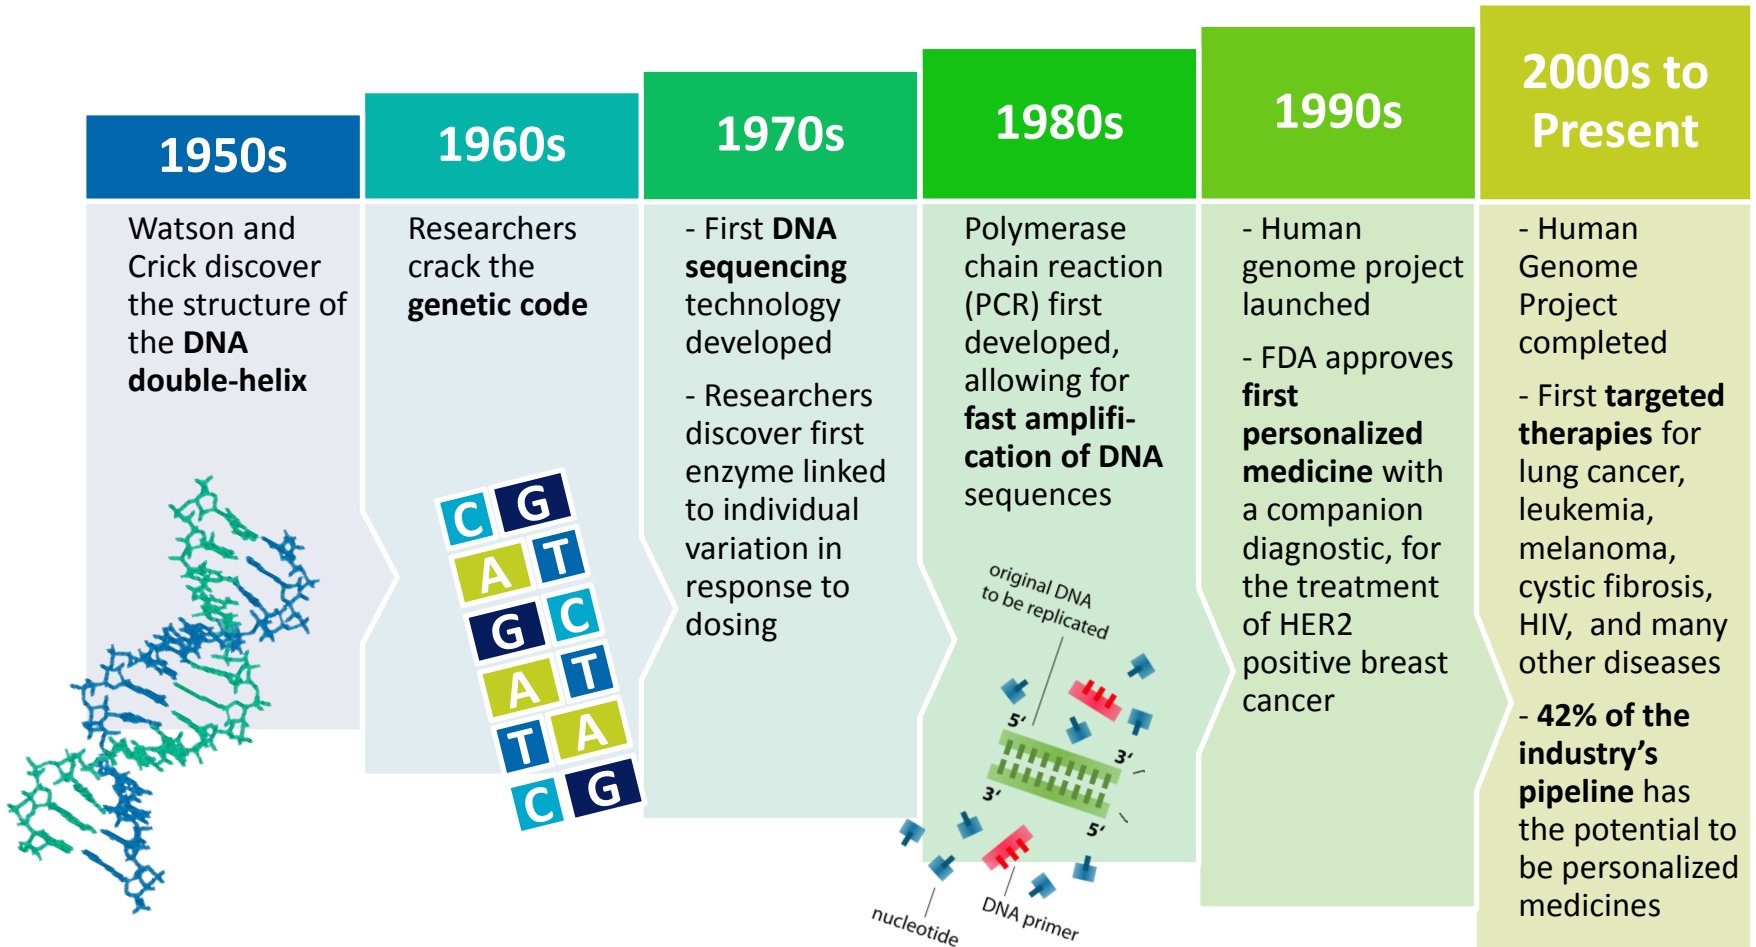 1950s
Watson and
Crick discover
the structure of
the DNA
double-helix
1960s
Researchers
crack the
genetic code
C G
A T
G C
A T
T A
C G
1970s
- First DNA
sequencing
technology
developed
- Researchers
discover first
enzyme linked
to individual
variation in
response to
dosing
1980s
Polymerase
chain reaction
(PCR) first
developed,
allowing for
fast amplifi-
cation of DNA
sequences
original DNA
to be replicated
5'
3'
3'
5'
nucleotide
DNA primer
1990s
- Human
genome project
launched
- FDA approves
first
personalized
medicine with
a companion
diagnostic, for
the treatment
of HER2
positive breast
cancer
2000s to
Present
- Human
Genome
Project
completed
- First targeted
therapies for
lung cancer,
leukemia,
melanoma,
cystic fibrosis,
HIV, and many
other diseases
- 42% of the
industry's
pipeline has
the potential to
be personalized
medicines